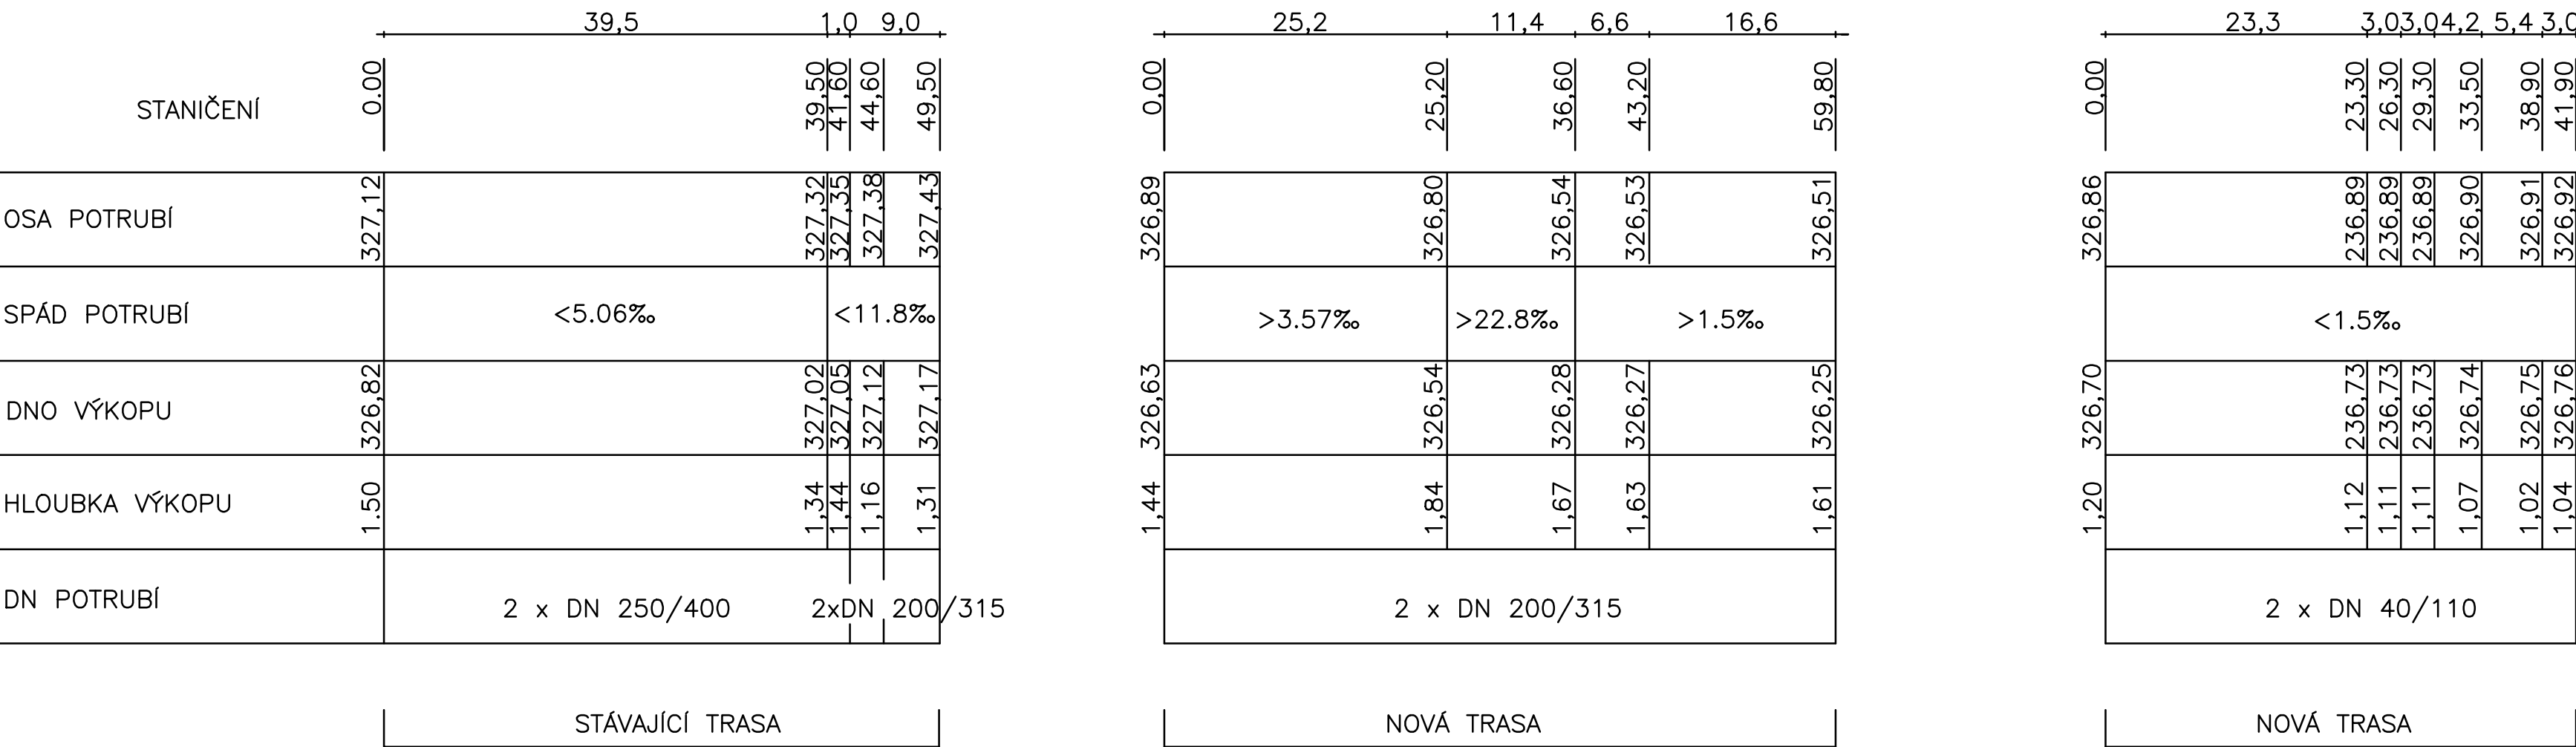 39,5 1,0 9,0 25,2 11,4 6,6 16,6 23,3 3,0 3,0 4,2 5,4 3,0
STANIČENÍ 0.00 39,50 41,60 44,60 49,50 0,00 25,20 36,60 43,20 59,80 0,00 23,30 26,30 29,30 33,50 38,90 41,90
OSA POTRUBÍ 327,12 327,32 327,35 327,38 327,43 326,89 326,80 326,54 326,53 326,51 326,86 236,89 236,89 236,89 326,90 326,91 326,92
SPÁD POTRUBÍ <5.06‰ <11.8‰ >3.57‰ >22.8‰ >1.5‰ <1.5‰
DNO VÝKOPU 326,82 327,02 327,05 327,12 327,17 326,63 326,54 326,28 326,27 326,25 326,70 236,73 236,73 236,73 326,74 326,75 326,76
HLOUBKA VÝKOPU 1.50 1,34 1,44 1,16 1,31 1,44 1,84 1,67 1,63 1,61 1,20 1,12 1,11 1,11 1,07 1,02 1,04
DN POTRUBÍ 2 x DN 250/400 2xDN 200/315 2 x DN 200/315 2 x DN 40/110
STÁVAJÍCÍ TRASA NOVÁ TRASA NOVÁ TRASA